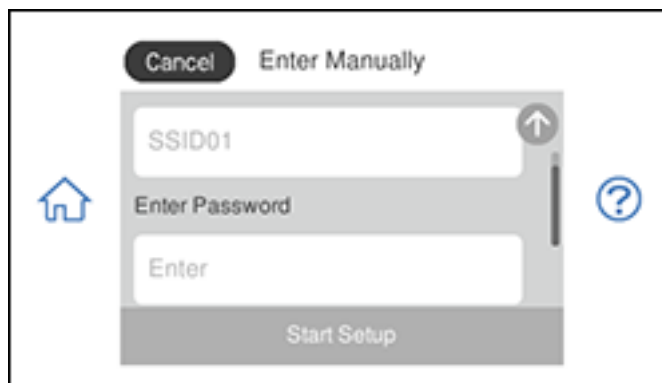 Cancel Enter Manually
SSID01
Enter Password
Enter
Start Setup